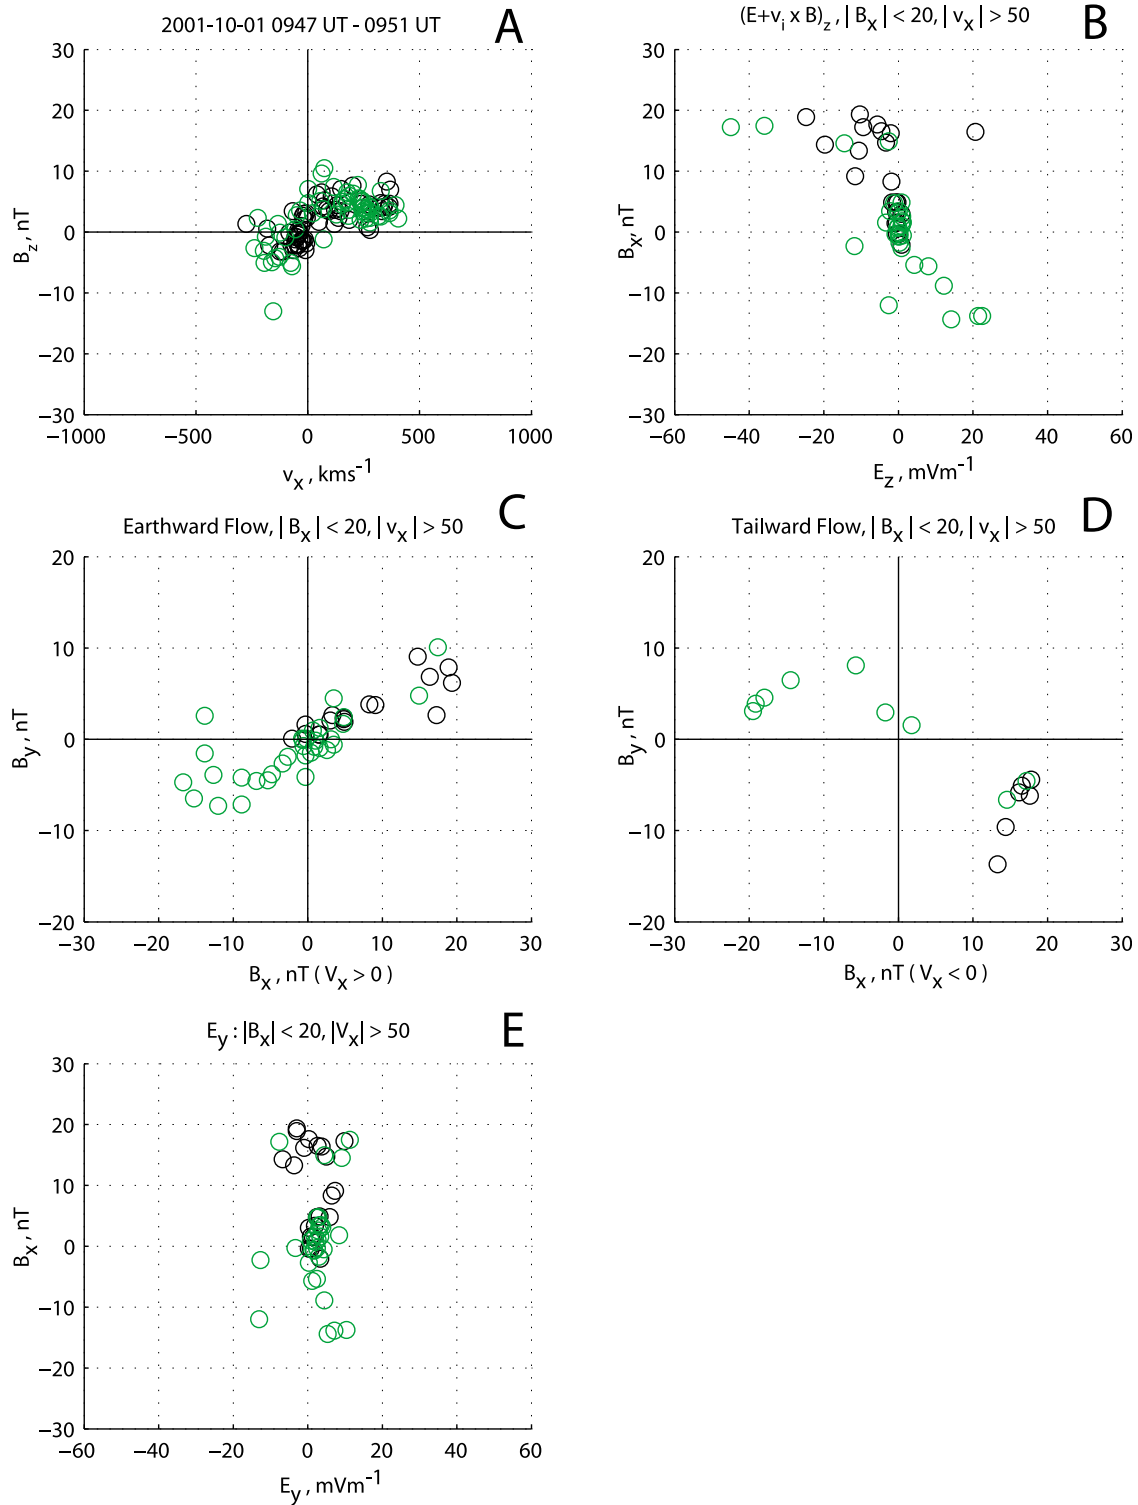 2001-10-01 0947 UT - 0951 UT
A
30
20
10
0
−10
−20
−30
B_z, nT
−1000 −500 0 500 1000
v_x , kms^-1
(E+v_i x B)_z , | B_x | < 20, | v_x | > 50
B
30
20
10
0
−10
−20
−30
B_x, nT
−60 −40 −20 0 20 40 60
E_z , mVm^-1
Earthward Flow, | B_x | < 20, | v_x | > 50
C
20
10
0
−10
−20
B_y, nT
−30 −20 −10 0 10 20 30
B_x , nT ( V_x > 0 )
Tailward Flow, | B_x | < 20, | v_x | > 50
D
20
10
0
−10
−20
B_y, nT
−30 −20 −10 0 10 20 30
B_x , nT ( V_x < 0 )
E_y : |B_x| < 20, |V_x| > 50
E
30
20
10
0
−10
−20
−30
B_x , nT
−60 −40 −20 0 20 40 60
E_y , mVm^-1